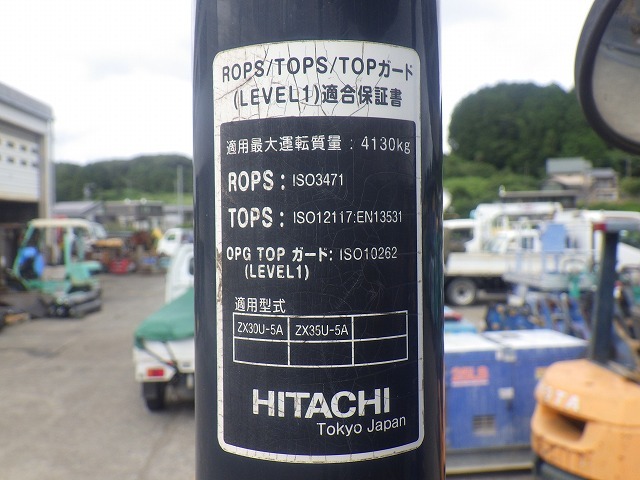 ROPS/TOPS/TOPガード
(LEVEL1)適合保証書
適用最大運転質量 : 4130kg
ROPS: ISO3471
TOPS: ISO12117:EN13531
OPG TOP ガード: ISO10262
(LEVEL1)
適用型式
ZX30U-5A ZX35U-5A
HITACHI
Tokyo Japan